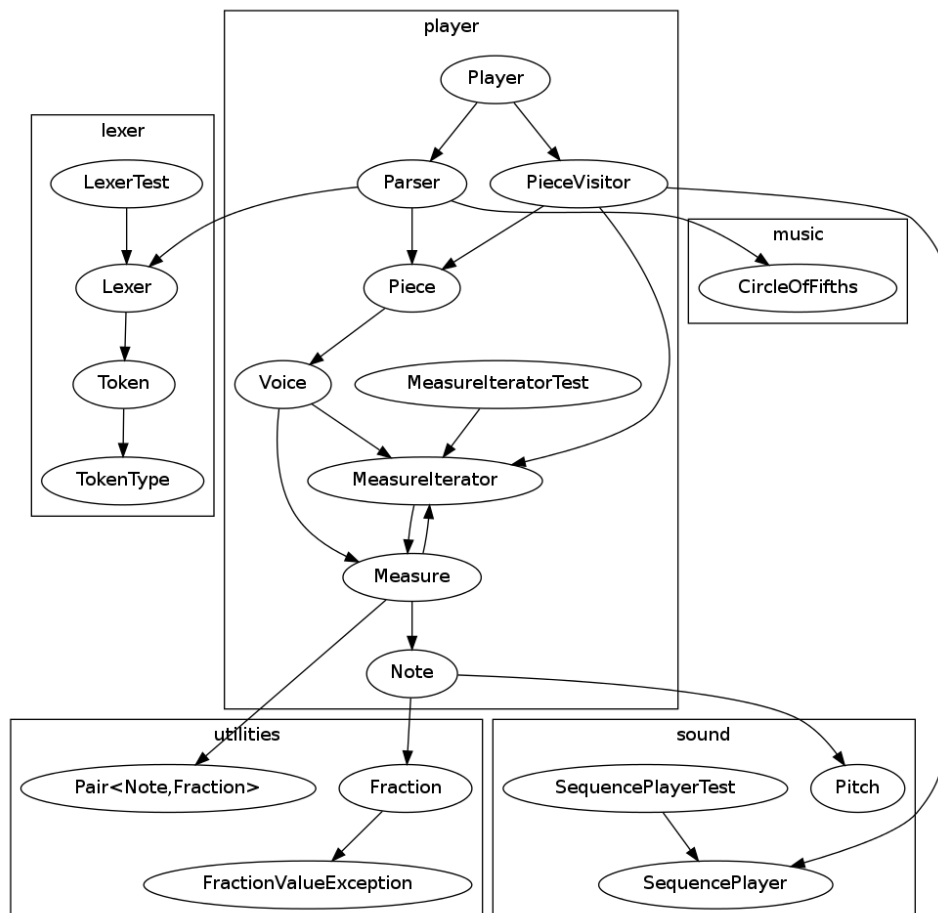 player
Player
lexer
LexerTest
Parser
PieceVisitor
music
Lexer
Piece
CircleOfFifths
Token
Voice
MeasureIteratorTest
TokenType
MeasureIterator
Measure
Note
utilities
sound
Pair<Note,Fraction>
Fraction
SequencePlayerTest
Pitch
FractionValueException
SequencePlayer